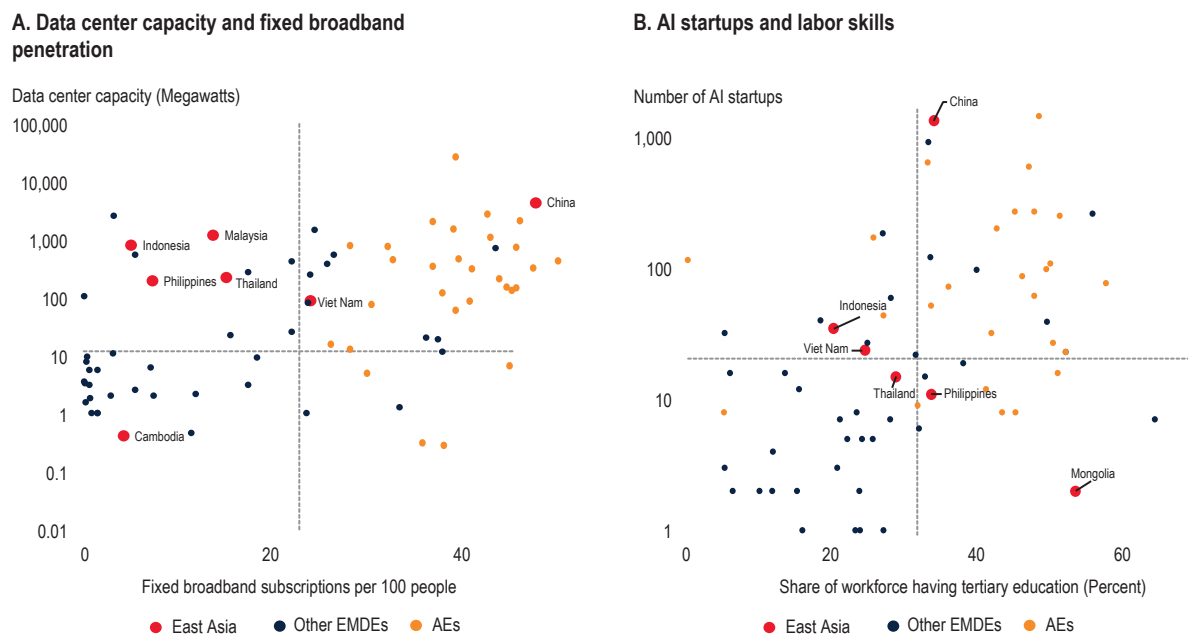 A. Data center capacity and fixed broadband
penetration
Data center capacity (Megawatts)
100,000
10,000
1,000
100
10
1
0.1
0.01
China
Malaysia
Indonesia
Philippines
Thailand
Viet Nam
Cambodia
0
20
40
Fixed broadband subscriptions per 100 people
East Asia
Other EMDEs
AEs
B. AI startups and labor skills
Number of AI startups
1,000
100
10
1
China
Indonesia
Viet Nam
Thailand
Philippines
Mongolia
0
20
40
60
Share of workforce having tertiary education (Percent)
East Asia
Other EMDEs
AEs